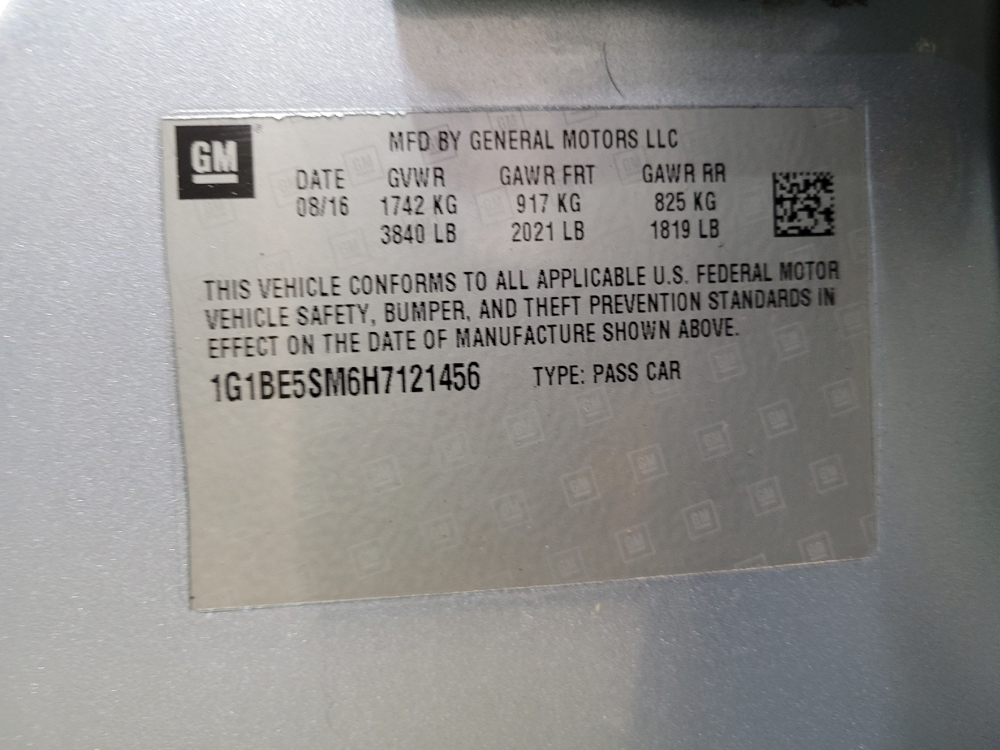 GM
MFD BY GENERAL MOTORS LLC
DATE GVWR GAWR FRT GAWR RR
08/16 1742 KG 917 KG 825 KG
3840 LB 2021 LB 1819 LB
THIS VEHICLE CONFORMS TO ALL APPLICABLE U.S. FEDERAL MOTOR
VEHICLE SAFETY, BUMPER, AND THEFT PREVENTION STANDARDS IN
EFFECT ON THE DATE OF MANUFACTURE SHOWN ABOVE.
1G1BE5SM6H7121456 TYPE: PASS CAR